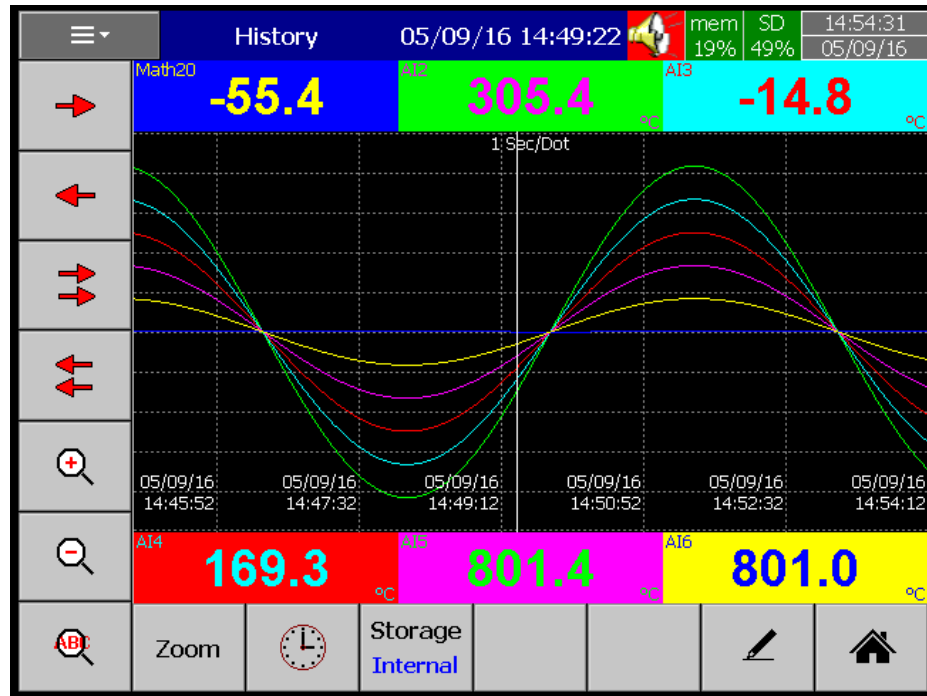 History 05/09/16 14:49:22 mem 19% SD 49% 14:54:31 05/09/16
Math20 -55.4
AI2 305.4 °C
AI3 -14.8 °C
1 Sec/Dot
05/09/16 05/09/16 05/09/16 05/09/16 05/09/16 05/09/16
14:45:52 14:47:32 14:49:12 14:50:52 14:52:32 14:54:12
AI4 169.3 °C
AI5 801.4 °C
AI6 801.0 °C
ABC
Zoom
Storage
Internal